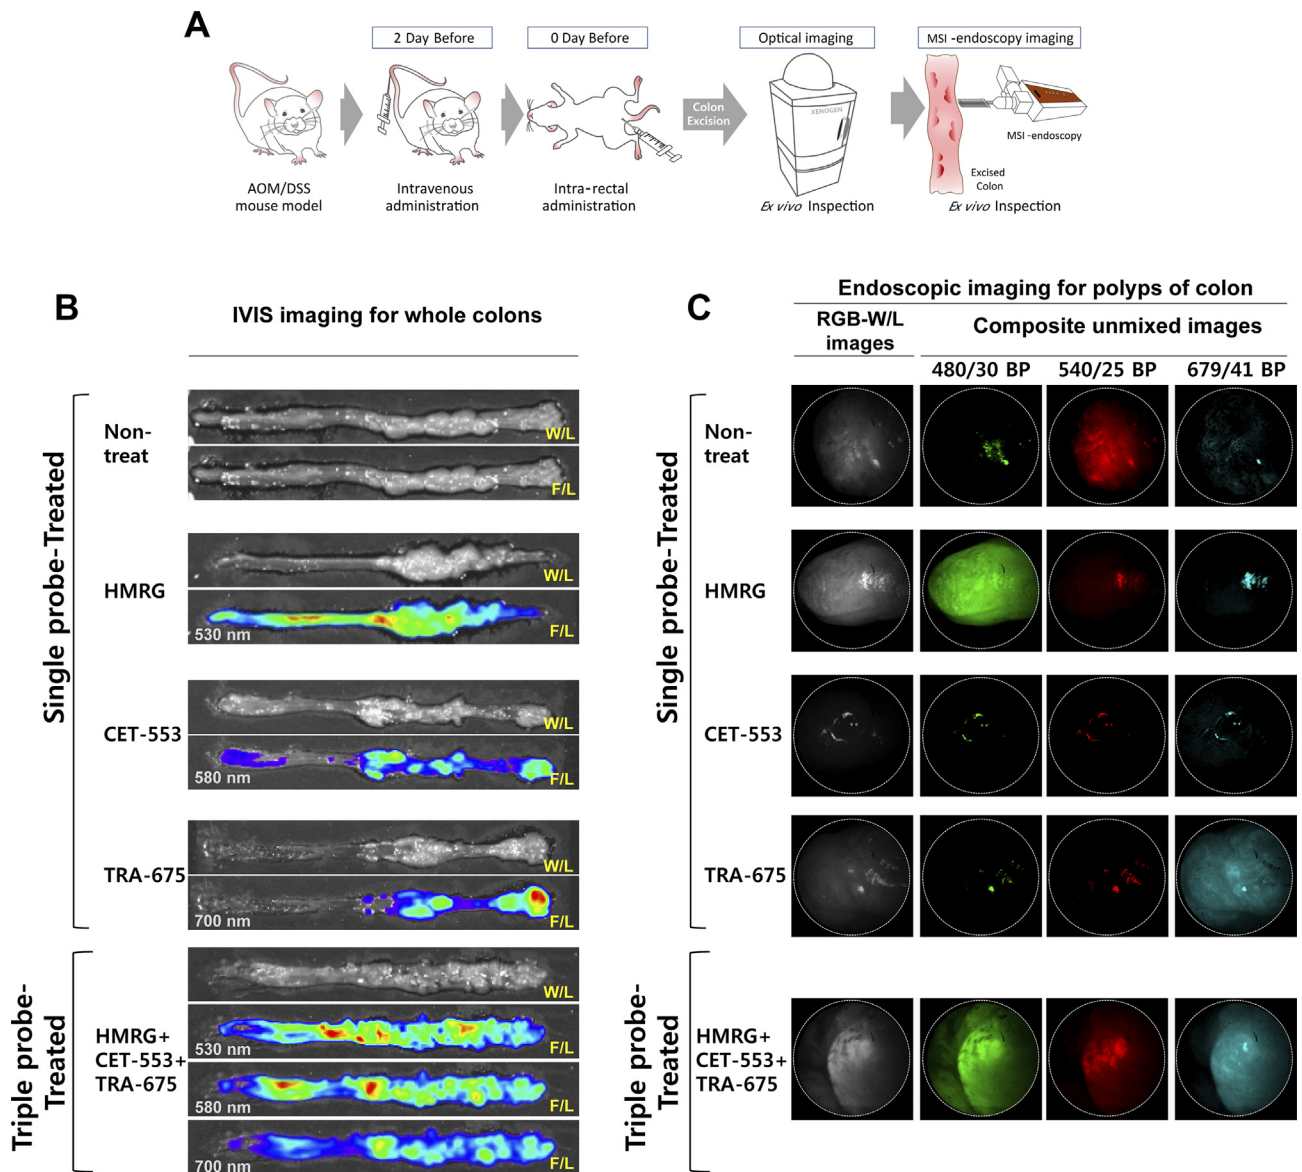 A
2 Day Before
0 Day Before
Optical imaging
MSI -endoscopy imaging
Colon
Excision
XENOGEN
MSI -endoscopy
Excised
Colon
AOM/DSS
mouse model
Intravenous
administration
Intra-rectal
administration
Ex vivo Inspection
Ex vivo Inspection
B
IVIS imaging for whole colons
Single probe-Treated
Non-
treat
W/L
F/L
HMRG
W/L
530 nm
F/L
CET-553
W/L
580 nm
F/L
TRA-675
W/L
700 nm
F/L
Triple probe-
Treated
HMRG+
CET-553+
TRA-675
W/L
530 nm
F/L
580 nm
F/L
700 nm
F/L
C
Endoscopic imaging for polyps of colon
RGB-W/L
images
Composite unmixed images
480/30 BP
540/25 BP
679/41 BP
Single probe-Treated
Non-
treat
HMRG
CET-553
TRA-675
Triple probe-
Treated
HMRG+
CET-553+
TRA-675